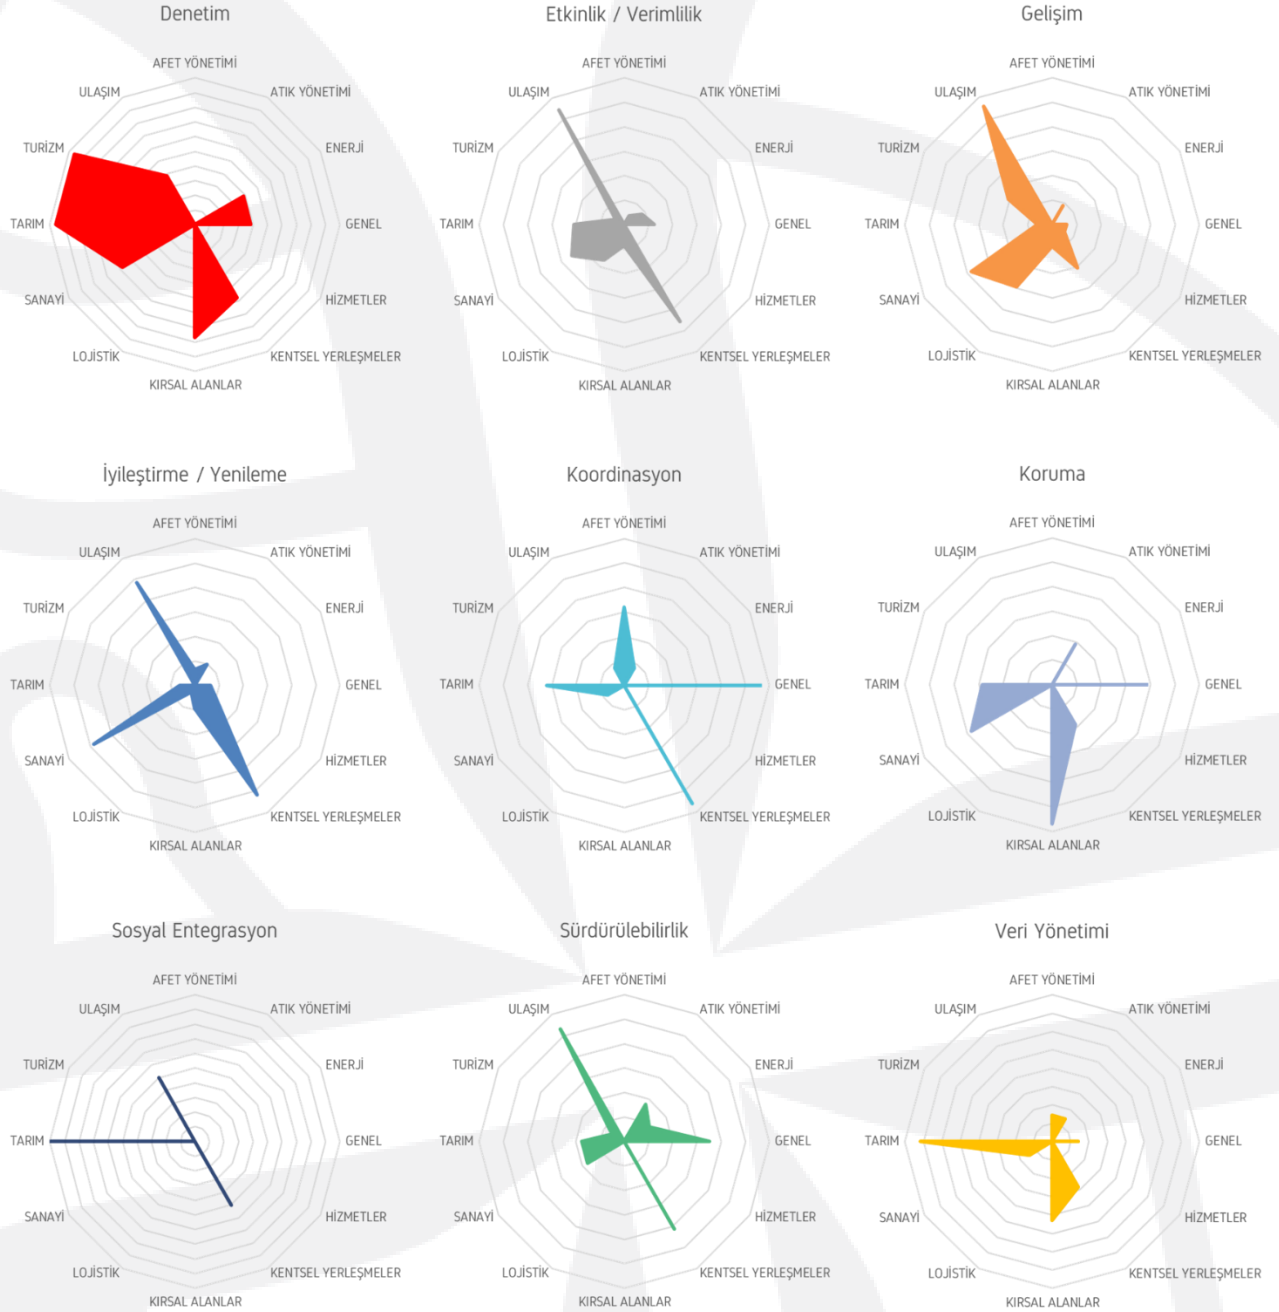 Denetim
AFET YÖNETİMİ
ULAŞIM
ATIK YÖNETİMİ
TURİZM
ENERJİ
TARIM
GENEL
SANAYİ
HİZMETLER
LOJİSTİK
KENTSEL YERLEŞMELER
KIRSAL ALANLAR
Etkinlik / Verimlilik
AFET YÖNETİMİ
ULAŞIM
ATIK YÖNETİMİ
TURİZM
ENERJİ
TARIM
GENEL
SANAYİ
HİZMETLER
LOJİSTİK
KENTSEL YERLEŞMELER
KIRSAL ALANLAR
Gelişim
AFET YÖNETİMİ
ULAŞIM
ATIK YÖNETİMİ
TURİZM
ENERJİ
TARIM
GENEL
SANAYİ
HİZMETLER
LOJİSTİK
KENTSEL YERLEŞMELER
KIRSAL ALANLAR
İyileştirme / Yenileme
AFET YÖNETİMİ
ULAŞIM
ATIK YÖNETİMİ
TURİZM
ENERJİ
TARIM
GENEL
SANAYİ
HİZMETLER
LOJİSTİK
KENTSEL YERLEŞMELER
KIRSAL ALANLAR
Koordinasyon
AFET YÖNETİMİ
ULAŞIM
ATIK YÖNETİMİ
TURİZM
ENERJİ
TARIM
GENEL
SANAYİ
HİZMETLER
LOJİSTİK
KENTSEL YERLEŞMELER
KIRSAL ALANLAR
Koruma
AFET YÖNETİMİ
ULAŞIM
ATIK YÖNETİMİ
TURİZM
ENERJİ
TARIM
GENEL
SANAYİ
HİZMETLER
LOJİSTİK
KENTSEL YERLEŞMELER
KIRSAL ALANLAR
Sosyal Entegrasyon
AFET YÖNETİMİ
ULAŞIM
ATIK YÖNETİMİ
TURİZM
ENERJİ
TARIM
GENEL
SANAYİ
HİZMETLER
LOJİSTİK
KENTSEL YERLEŞMELER
KIRSAL ALANLAR
Sürdürülebilirlik
AFET YÖNETİMİ
ULAŞIM
ATIK YÖNETİMİ
TURİZM
ENERJİ
TARIM
GENEL
SANAYİ
HİZMETLER
LOJİSTİK
KENTSEL YERLEŞMELER
KIRSAL ALANLAR
Veri Yönetimi
AFET YÖNETİMİ
ULAŞIM
ATIK YÖNETİMİ
TURİZM
ENERJİ
TARIM
GENEL
SANAYİ
HİZMETLER
LOJİSTİK
KENTSEL YERLEŞMELER
KIRSAL ALANLAR